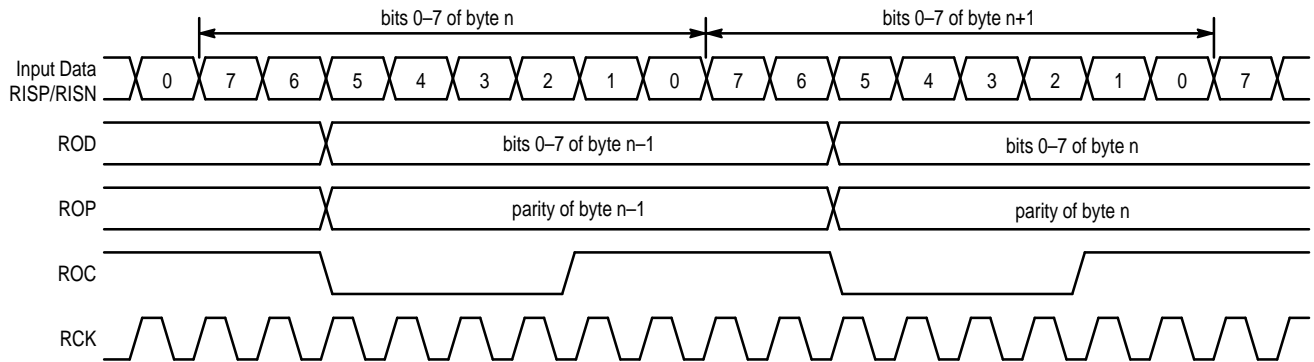 bits 0–7 of byte n
bits 0–7 of byte n+1
Input Data
RISP/RISN
0 7 6 5 4 3 2 1 0 7 6 5 4 3 2 1 0 7
ROD
bits 0–7 of byte n–1
bits 0–7 of byte n
ROP
parity of byte n–1
parity of byte n
ROC
RCK